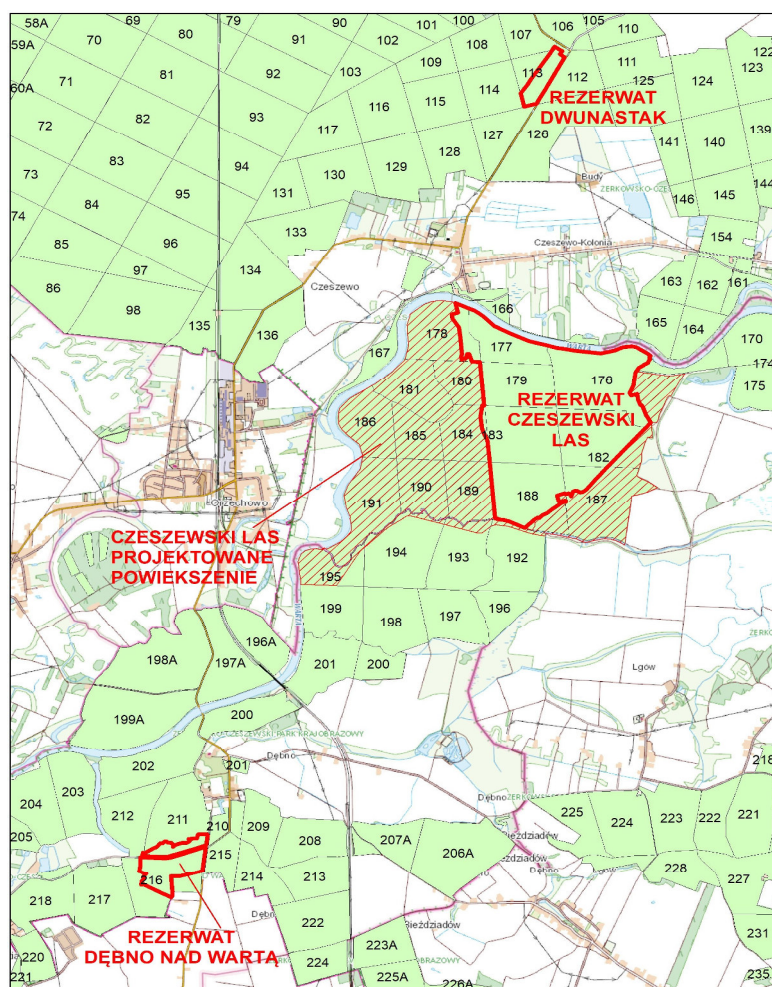 58A 69 79 90 101 100 105
70 80 91 102 108 107 106 110
59A
71 81 92 103 109 111 122
60A
113 112 125 124 123
116 115 114
REZERWAT
DWUNASTAK
72 82 93 117 127 126 139
128 141 140
83 94 129
73 95 131 130 Budy 146 145 144
84
74 133 154
85 96 Czeszewo-Kolonia
97 134 163 162 161
86 Czeszewo
98 135 136 166 165 164 170
178 177
167 174
181 180 179 176 175
REZERWAT
CZESZEWSKI
LAS
186 185 184 183 182
191 190 189 188 187
CZESZEWSKI LAS
PROJEKTOWANE
POWIEKSZENIE
194 193 192
195
199 198 197 196
WARTA
196A
198A 197A 201 200 Lgów
199A 200
202 201 Dębno
204 203 218
212 211 210 209 208 225 224 223 222 221
205
207A 206A
215
216 214 213 228 227
218 217
222 231
REZERWAT
DĘBNO NAD WARTĄ
223A Bieździadów
220 224
221 225A 226A 235